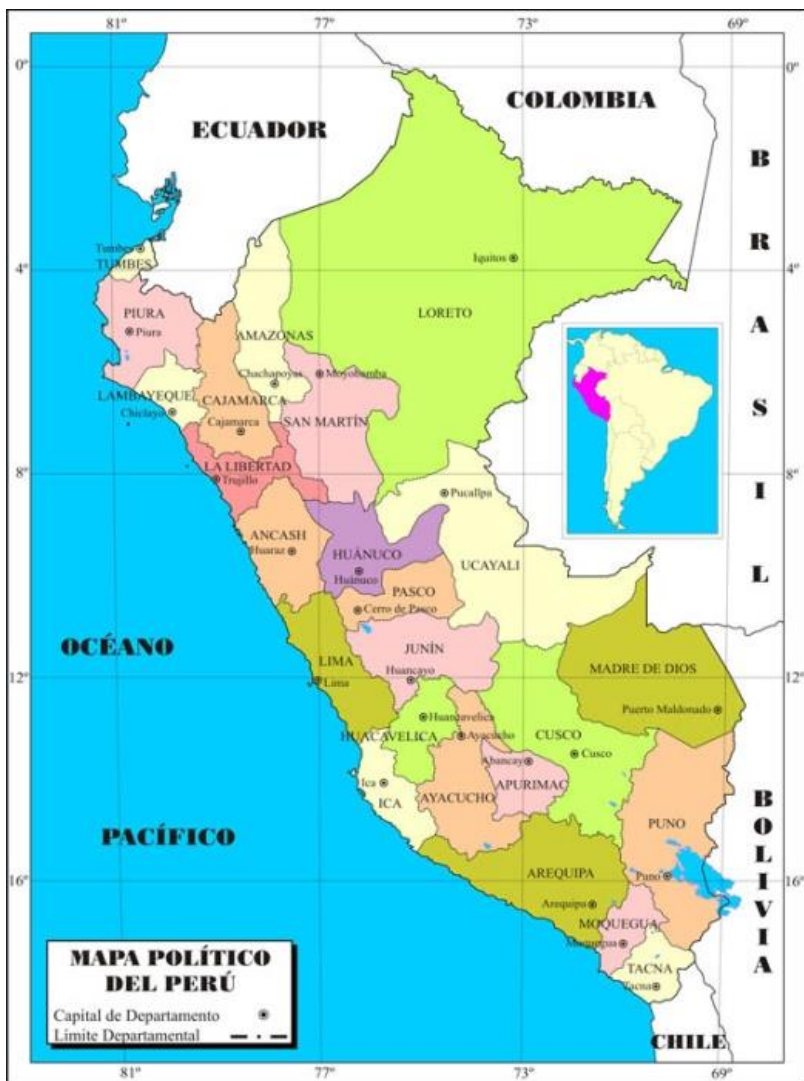 81º 77º 73º 69º
0º 0º
COLOMBIA
ECUADOR
BRASIL
Tumbes
TUMBES
4º 4º
Iquitos
PIURA
Piura
AMAZONAS
LORETO
Chachapoyas
Moyobamba
LAMBAYEQUE
Chiclayo
CAJAMARCA
Cajamarca
SAN MARTÍN
LA LIBERTAD
Trujillo
8º 8º
Pucallpa
ANCASH
Huaraz
HUÁNUCO
Huánuco
UCAYALI
PASCO
Cerro de Pasco
OCÉANO
JUNÍN
Huancayo
LIMA
Lima
MADRE DE DIOS
Puerto Maldonado
12º 12º
Huancavelica
HUACAVELICA
Ayacucho
CUSCO
Cusco
Abancay
APURIMAC
Ica
ICA
AYACUCHO
BOLIVIA
PACÍFICO
PUNO
Puno
AREQUIPA
Arequipa
16º 16º
MOQUEGUA
Moquegua
TACNA
Tacna
MAPA POLÍTICO
DEL PERÚ
Capital de Departamento
Limite Departamental
CHILE
81º 77º 73º 69º